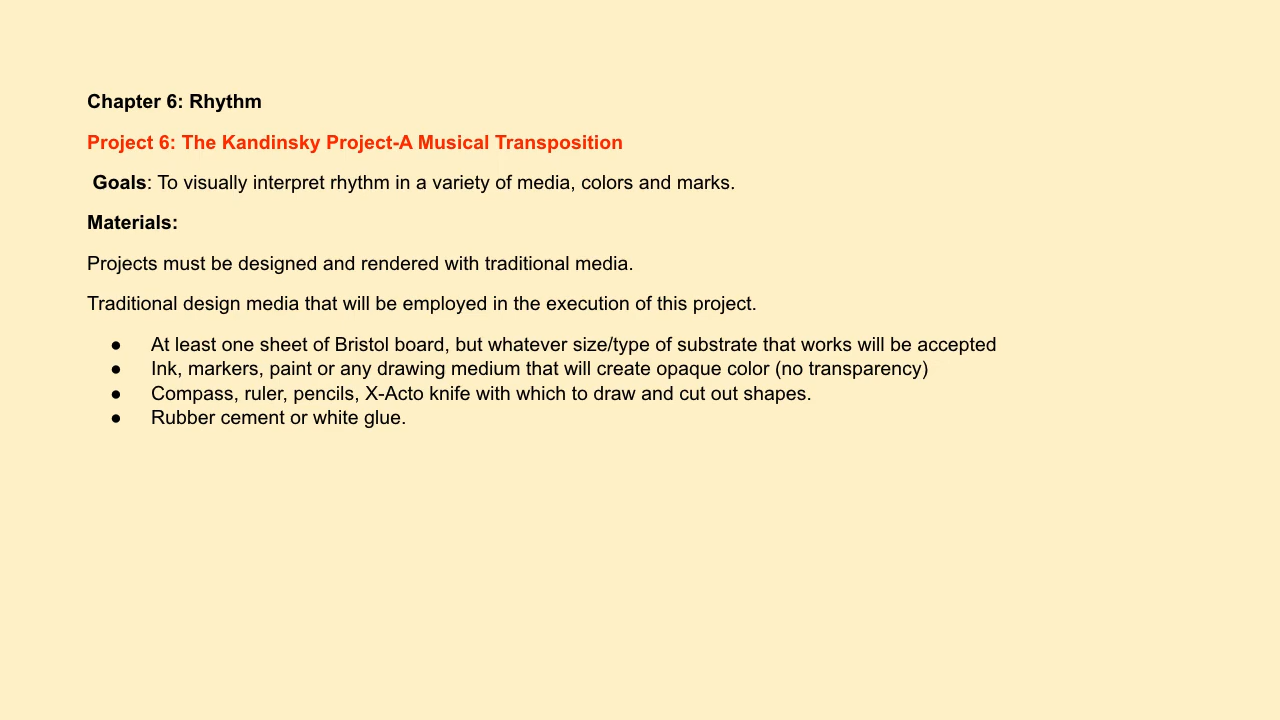 Chapter 6: Rhythm
Project 6: The Kandinsky Project-A Musical Transposition
Goals: To visually interpret rhythm in a variety of media, colors and marks.
Materials:
Projects must be designed and rendered with traditional media.
Traditional design media that will be employed in the execution of this project.
● At least one sheet of Bristol board, but whatever size/type of substrate that works will be accepted
● Ink, markers, paint or any drawing medium that will create opaque color (no transparency)
● Compass, ruler, pencils, X-Acto knife with which to draw and cut out shapes.
● Rubber cement or white glue.